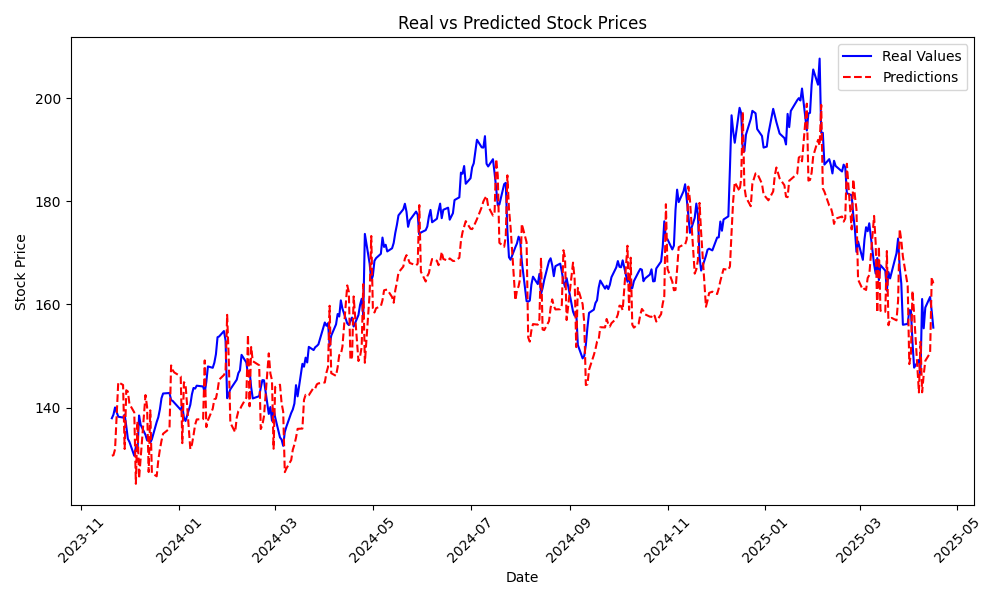 Real vs Predicted Stock Prices
Real Values
Predictions
Stock Price
200
180
160
140
2023-11
2024-01
2024-03
2024-05
2024-07
2024-09
2024-11
2025-01
2025-03
2025-05
Date